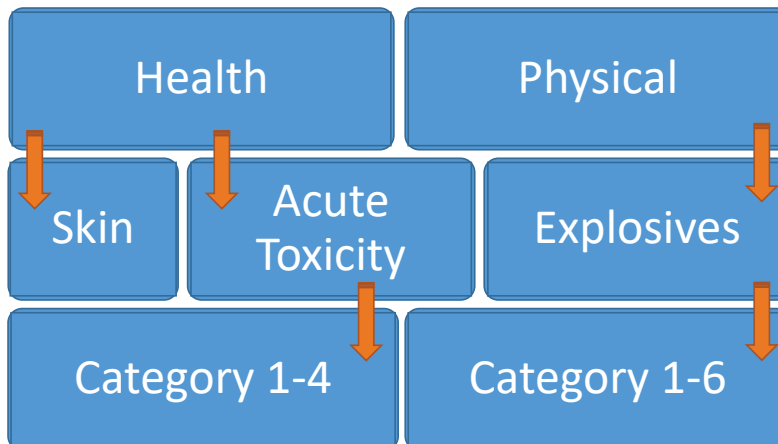 Health
Physical
Skin
Acute
Toxicity
Explosives
Category 1-4
Category 1-6